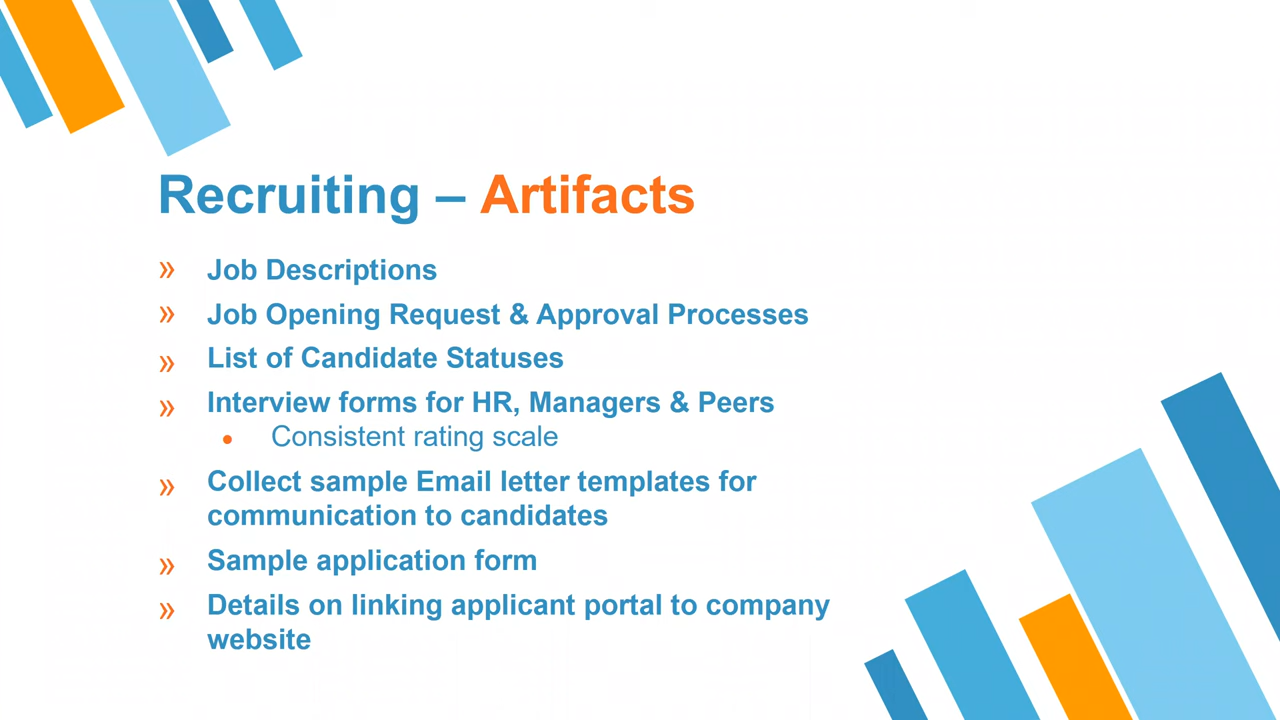 Recruiting – Artifacts
» Job Descriptions
» Job Opening Request & Approval Processes
» List of Candidate Statuses
» Interview forms for HR, Managers & Peers
• Consistent rating scale
» Collect sample Email letter templates for
communication to candidates
» Sample application form
» Details on linking applicant portal to company
website